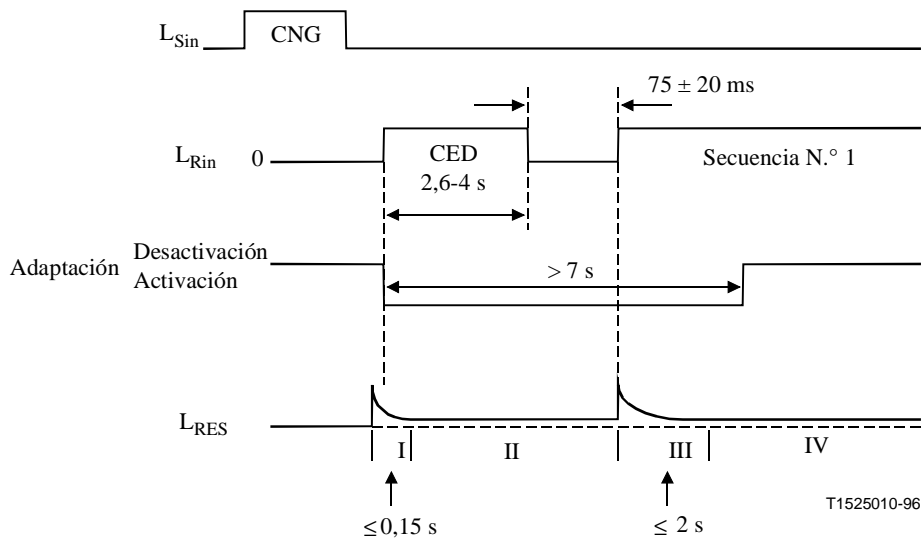 L_Sin
CNG
75 ± 20 ms
L_Rin
0
CED
2,6-4 s
Secuencia N.° 1
Adaptación
Desactivación
Activación
> 7 s
L_RES
I
II
III
IV
≤ 0,15 s
≤ 2 s
T1525010-96